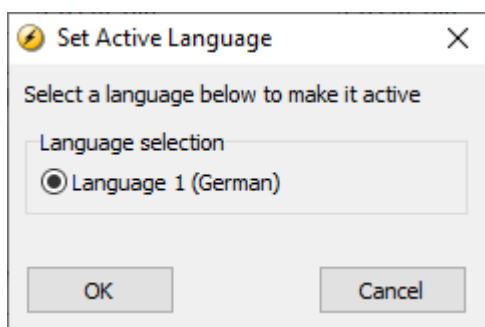 Set Active Language
Select a language below to make it active
Language selection
Language 1 (German)
OK
Cancel